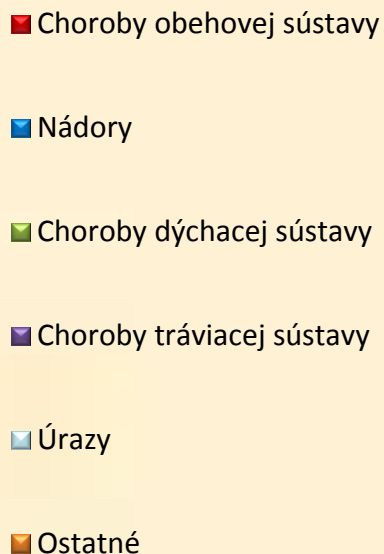 Choroby obehovej sústavy
Nádory
Choroby dýchacej sústavy
Choroby tráviacej sústavy
Úrazy
Ostatné